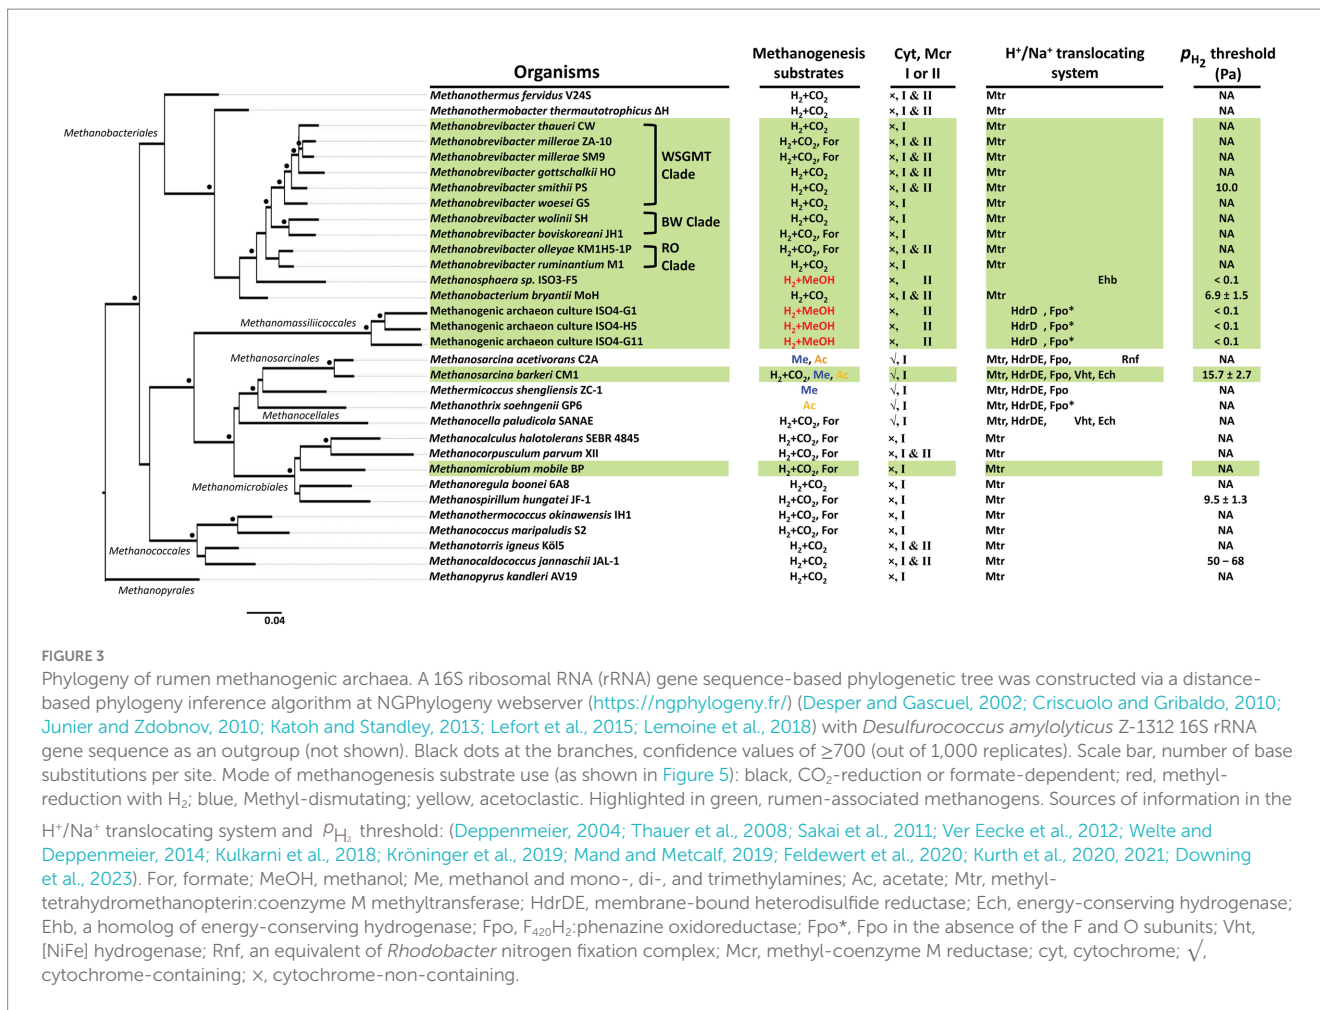 Organisms
Methanogenesis substrates
Cyt, Mcr I or II
H⁺/Na⁺ translocating system
pH₂ threshold (Pa)
Methanobacteriales
Methanomassiliicoccales
Methanosarcinales
Methanocellales
Methanomicrobiales
Methanococcales
Methanopyrales
0.04
Methanothermus fervidus V24S H₂+CO₂ ×, I & II Mtr NA
Methanothermobacter thermautotrophicus ΔH H₂+CO₂ ×, I & II Mtr NA
Methanobrevibacter thaueri CW H₂+CO₂ ×, I Mtr NA
Methanobrevibacter millerae ZA-10 H₂+CO₂, For ×, I & II Mtr NA
Methanobrevibacter millerae SM9 H₂+CO₂, For ×, I & II Mtr NA
WSGMT Clade
Methanobrevibacter gottschalkii HO H₂+CO₂ ×, I & II Mtr NA
Methanobrevibacter smithii PS H₂+CO₂ ×, I & II Mtr 10.0
Methanobrevibacter woesei GS H₂+CO₂ ×, I Mtr NA
Methanobrevibacter wolinii SH H₂+CO₂ ×, I Mtr NA
BW Clade
Methanobrevibacter boviskoreani JH1 H₂+CO₂, For ×, I Mtr NA
Methanobrevibacter olleyae KM1H5-1P H₂+CO₂, For ×, I & II Mtr NA
RO Clade
Methanobrevibacter ruminantium M1 H₂+CO₂ ×, I Mtr NA
Methanosphaera sp. ISO3-F5 H₂+MeOH ×, II Ehb < 0.1
Methanobacterium bryantii MoH H₂+CO₂ ×, I & II Mtr 6.9 ± 1.5
Methanogenic archaeon culture ISO4-G1 H₂+MeOH ×, II HdrD , Fpo* < 0.1
Methanogenic archaeon culture ISO4-H5 H₂+MeOH ×, II HdrD , Fpo* < 0.1
Methanogenic archaeon culture ISO4-G11 H₂+MeOH ×, II HdrD , Fpo* < 0.1
Methanosarcina acetivorans C2A Me, Ac √, I Mtr, HdrDE, Fpo, Rnf NA
Methanosarcina barkeri CM1 H₂+CO₂, Me, Ac √, I Mtr, HdrDE, Fpo, Vht, Ech 15.7 ± 2.7
Methermicoccus shengliensis ZC-1 Me √, I Mtr, HdrDE, Fpo NA
Methanothrix soehngenii GP6 Ac √, I Mtr, HdrDE, Fpo* NA
Methanocella paludicola SANAE H₂+CO₂, For √, I Mtr, HdrDE, Vht, Ech NA
Methanocalculus halotolerans SEBR 4845 H₂+CO₂, For ×, I Mtr NA
Methanocorpusculum parvum XII H₂+CO₂, For ×, I & II Mtr NA
Methanomicrobium mobile BP H₂+CO₂, For ×, I Mtr NA
Methanoregula boonei 6A8 H₂+CO₂ ×, I Mtr NA
Methanospirillum hungatei JF-1 H₂+CO₂, For ×, I Mtr 9.5 ± 1.3
Methanothermococcus okinawensis IH1 H₂+CO₂, For ×, I Mtr NA
Methanococcus maripaludis S2 H₂+CO₂, For ×, I Mtr NA
Methanotorris igneus Köl5 H₂+CO₂ ×, I & II Mtr NA
Methanocaldococcus jannaschii JAL-1 H₂+CO₂ ×, I & II Mtr 50 – 68
Methanopyrus kandleri AV19 H₂+CO₂ ×, I Mtr NA
FIGURE 3
Phylogeny of rumen methanogenic archaea. A 16S ribosomal RNA (rRNA) gene sequence-based phylogenetic tree was constructed via a distance-
based phylogeny inference algorithm at NGPhylogeny webserver (https://ngphylogeny.fr/) (Desper and Gascuel, 2002; Criscuolo and Gribaldo, 2010;
Junier and Zdobnov, 2010; Katoh and Standley, 2013; Lefort et al., 2015; Lemoine et al., 2018) with Desulfurococcus amylolyticus Z-1312 16S rRNA
gene sequence as an outgroup (not shown). Black dots at the branches, confidence values of ≥700 (out of 1,000 replicates). Scale bar, number of base
substitutions per site. Mode of methanogenesis substrate use (as shown in Figure 5): black, CO₂-reduction or formate-dependent; red, methyl-
reduction with H₂; blue, Methyl-dismutating; yellow, acetoclastic. Highlighted in green, rumen-associated methanogens. Sources of information in the
H⁺/Na⁺ translocating system and pH₂ threshold: (Deppenmeier, 2004; Thauer et al., 2008; Sakai et al., 2011; Ver Eecke et al., 2012; Welte and
Deppenmeier, 2014; Kulkarni et al., 2018; Kröninger et al., 2019; Mand and Metcalf, 2019; Feldewert et al., 2020; Kurth et al., 2020, 2021; Downing
et al., 2023). For, formate; MeOH, methanol; Me, methanol and mono-, di-, and trimethylamines; Ac, acetate; Mtr, methyl-
tetrahydromethanopterin:coenzyme M methyltransferase; HdrDE, membrane-bound heterodisulfide reductase; Ech, energy-conserving hydrogenase;
Ehb, a homolog of energy-conserving hydrogenase; Fpo, F₄₂₀H₂:phenazine oxidoreductase; Fpo*, Fpo in the absence of the F and O subunits; Vht,
[NiFe] hydrogenase; Rnf, an equivalent of Rhodobacter nitrogen fixation complex; Mcr, methyl-coenzyme M reductase; cyt, cytochrome; √,
cytochrome-containing; ×, cytochrome-non-containing.